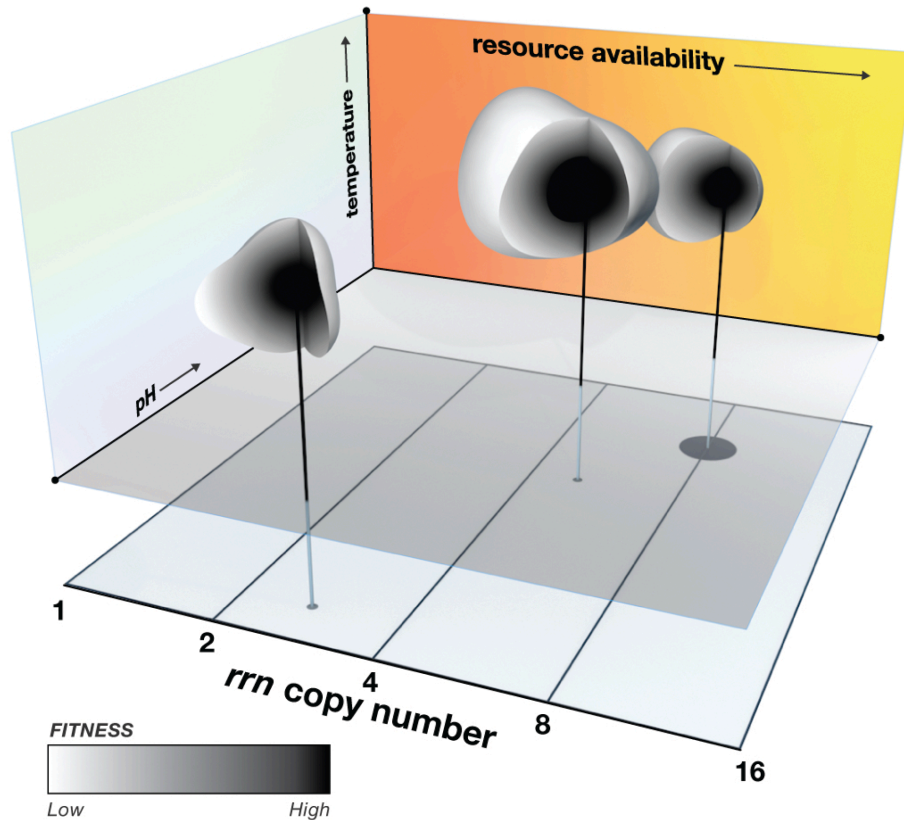 resource availability
temperature
pH
1
2
4
8
16
rrn copy number
FITNESS
Low
High